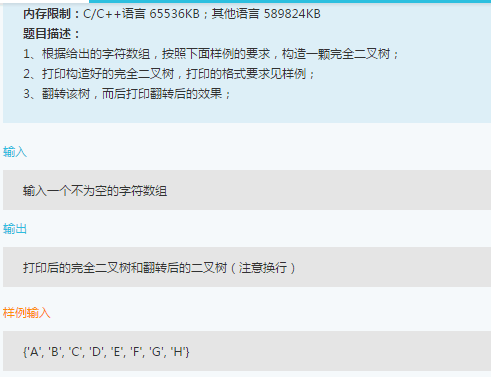 内存限制：C/C++语言 65536KB；其他语言 589824KB
题目描述：
1、根据给出的字符数组，按照下面样例的要求，构造一颗完全二叉树；
2、打印构造好的完全二叉树，打印的格式要求见样例；
3、翻转该树，而后打印翻转后的效果；
输入
输入一个不为空的字符数组
输出
打印后的完全二叉树和翻转后的二叉树（注意换行）
样例输入
{'A', 'B', 'C', 'D', 'E', 'F', 'G', 'H'}